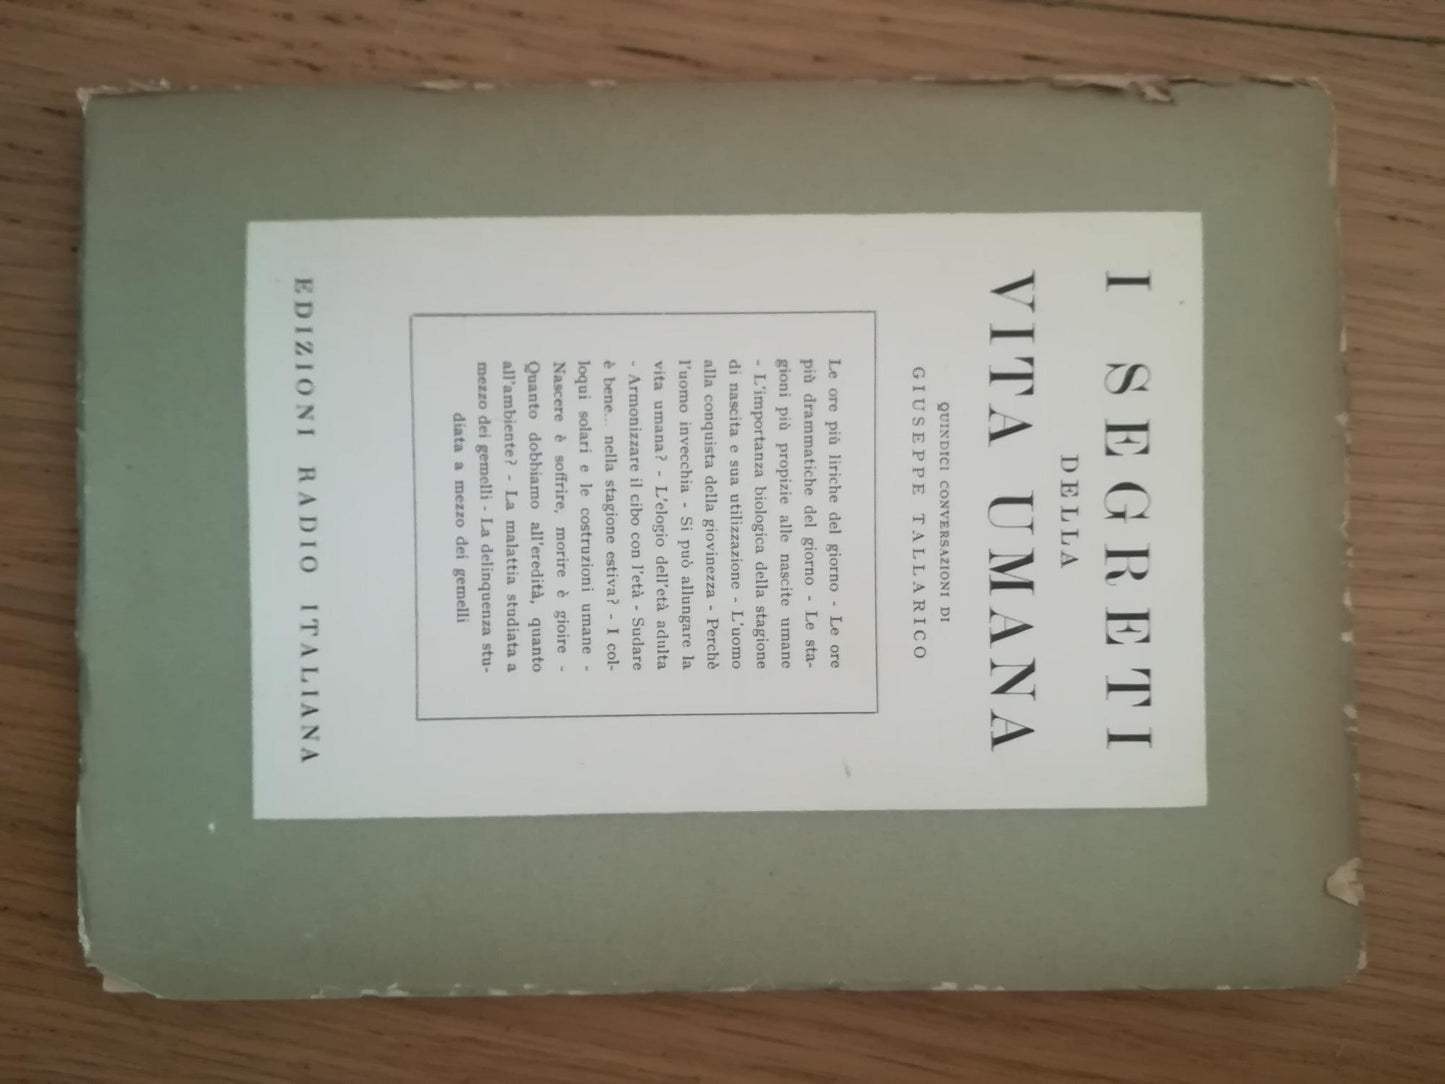 I SEGRETI
DELLA
VITA UMANA
QUINDICI CONVERSAZIONI DI
GIUSEPPE TALLARICO
Le ore più liriche del giorno - Le ore
più drammatiche del giorno - Le sta-
gioni più propizie alle nascite umane
- L'importanza biologica della stagione
di nascita e sua utilizzazione - L'uomo
alla conquista della giovinezza - Perchè
l'uomo invecchia - Si può allungare la
vita umana? - L'elogio dell'età adulta
- Armonizzare il cibo con l'età - Sudare
è bene... nella stagione estiva? - I col-
loqui solari e le costruzioni umane -
Nascere è soffrire, morire è gioire -
Quanto dobbiamo all'eredità, quanto
all'ambiente? - La malattia studiata a
mezzo dei gemelli - La delinquenza stu-
diata a mezzo dei gemelli
EDIZIONI RADIO ITALIANA